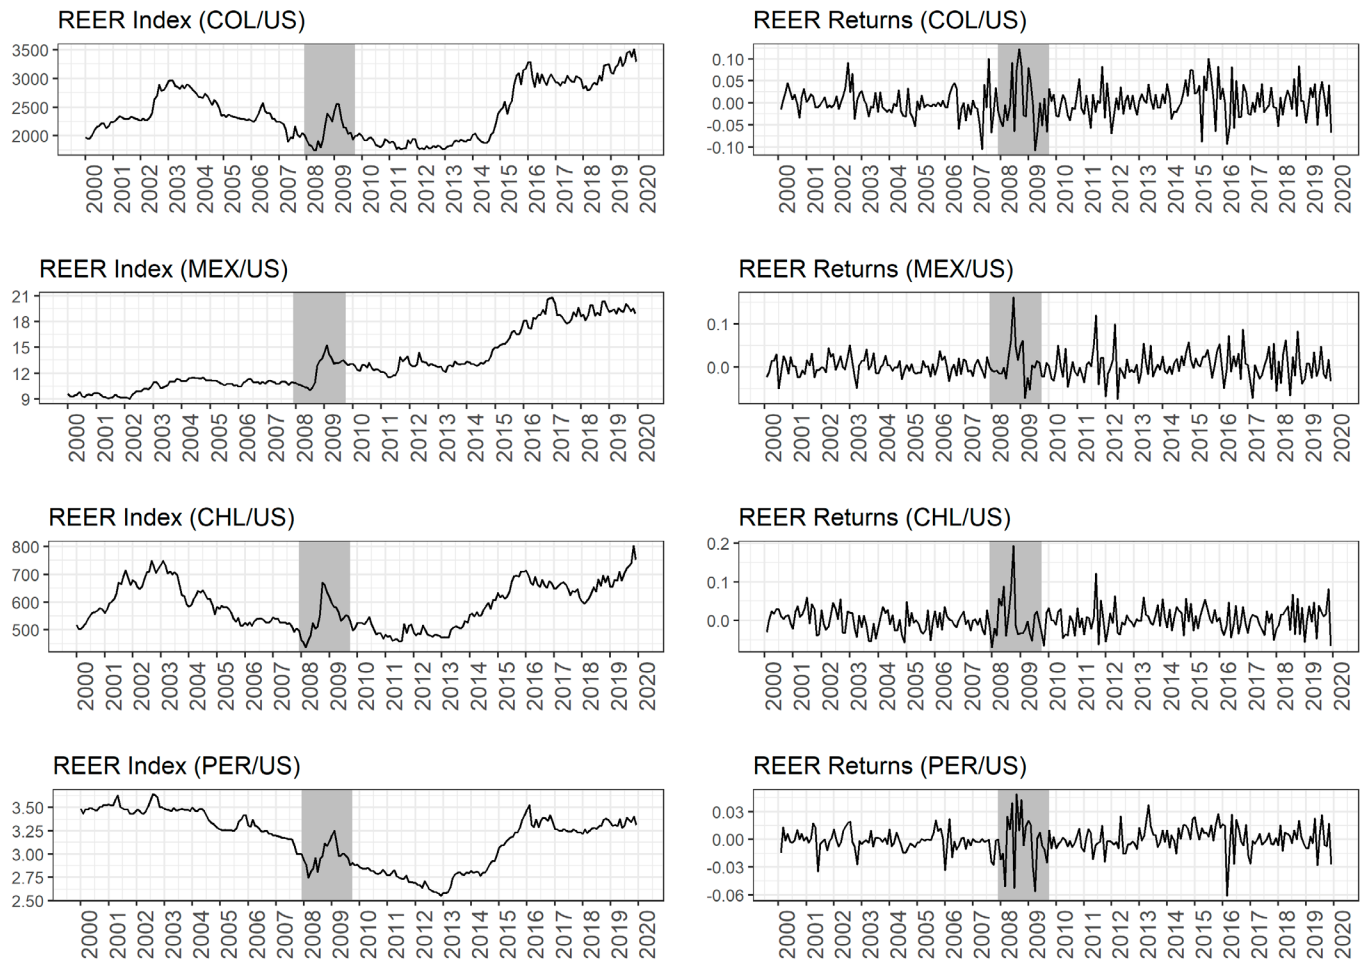 REER Index (COL/US)
3500
3000
2500
2000
2000 2001 2002 2003 2004 2005 2006 2007 2008 2009 2010 2011 2012 2013 2014 2015 2016 2017 2018 2019 2020
REER Returns (COL/US)
0.10
0.05
0.00
-0.05
-0.10
2000 2001 2002 2003 2004 2005 2006 2007 2008 2009 2010 2011 2012 2013 2014 2015 2016 2017 2018 2019 2020
REER Index (MEX/US)
21
18
15
12
9
2000 2001 2002 2003 2004 2005 2006 2007 2008 2009 2010 2011 2012 2013 2014 2015 2016 2017 2018 2019 2020
REER Returns (MEX/US)
0.1
0.0
2000 2001 2002 2003 2004 2005 2006 2007 2008 2009 2010 2011 2012 2013 2014 2015 2016 2017 2018 2019 2020
REER Index (CHL/US)
800
700
600
500
2000 2001 2002 2003 2004 2005 2006 2007 2008 2009 2010 2011 2012 2013 2014 2015 2016 2017 2018 2019 2020
REER Returns (CHL/US)
0.2
0.1
0.0
2000 2001 2002 2003 2004 2005 2006 2007 2008 2009 2010 2011 2012 2013 2014 2015 2016 2017 2018 2019 2020
REER Index (PER/US)
3.50
3.25
3.00
2.75
2.50
2000 2001 2002 2003 2004 2005 2006 2007 2008 2009 2010 2011 2012 2013 2014 2015 2016 2017 2018 2019 2020
REER Returns (PER/US)
0.03
0.00
-0.03
-0.06
2000 2001 2002 2003 2004 2005 2006 2007 2008 2009 2010 2011 2012 2013 2014 2015 2016 2017 2018 2019 2020